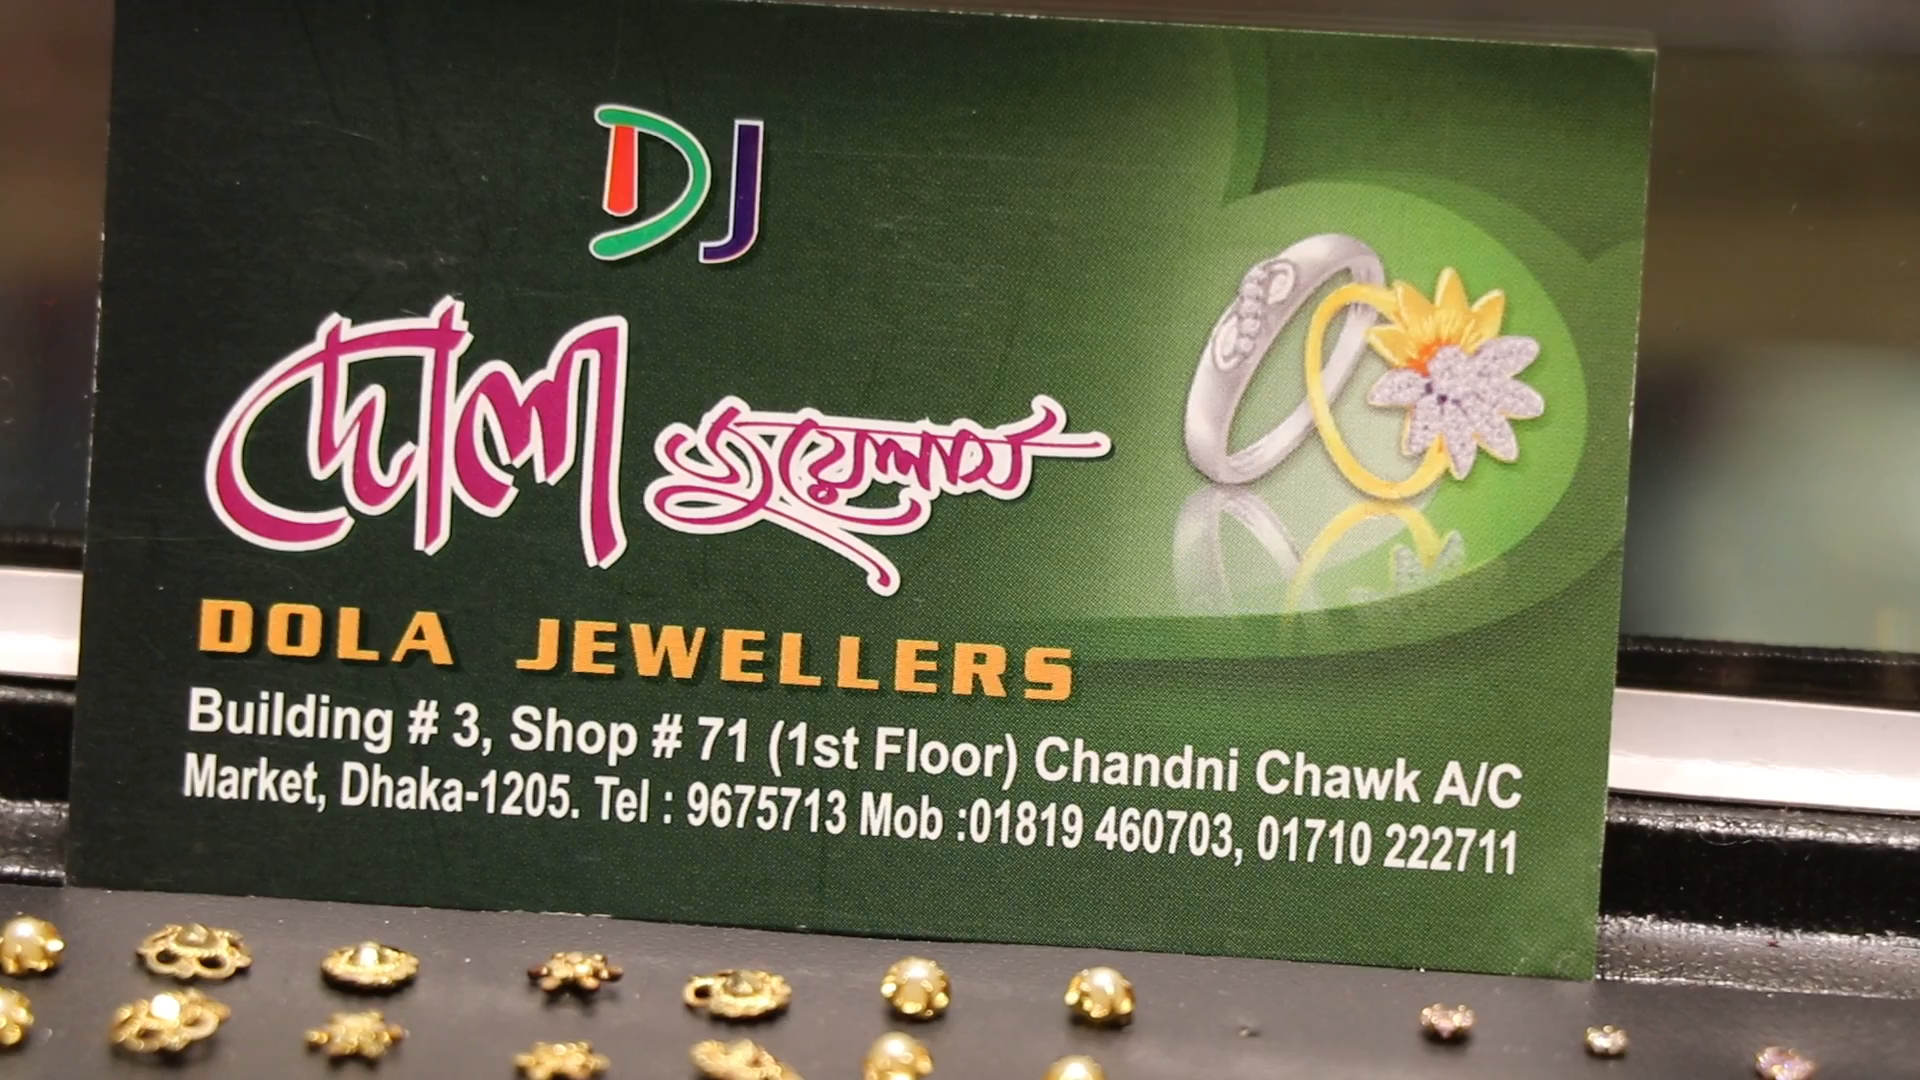 DJ
দোলা জুয়েলার্স
DOLA JEWELLERS
Building # 3, Shop # 71 (1st Floor) Chandni Chawk A/C
Market, Dhaka-1205. Tel : 9675713 Mob :01819 460703, 01710 222711